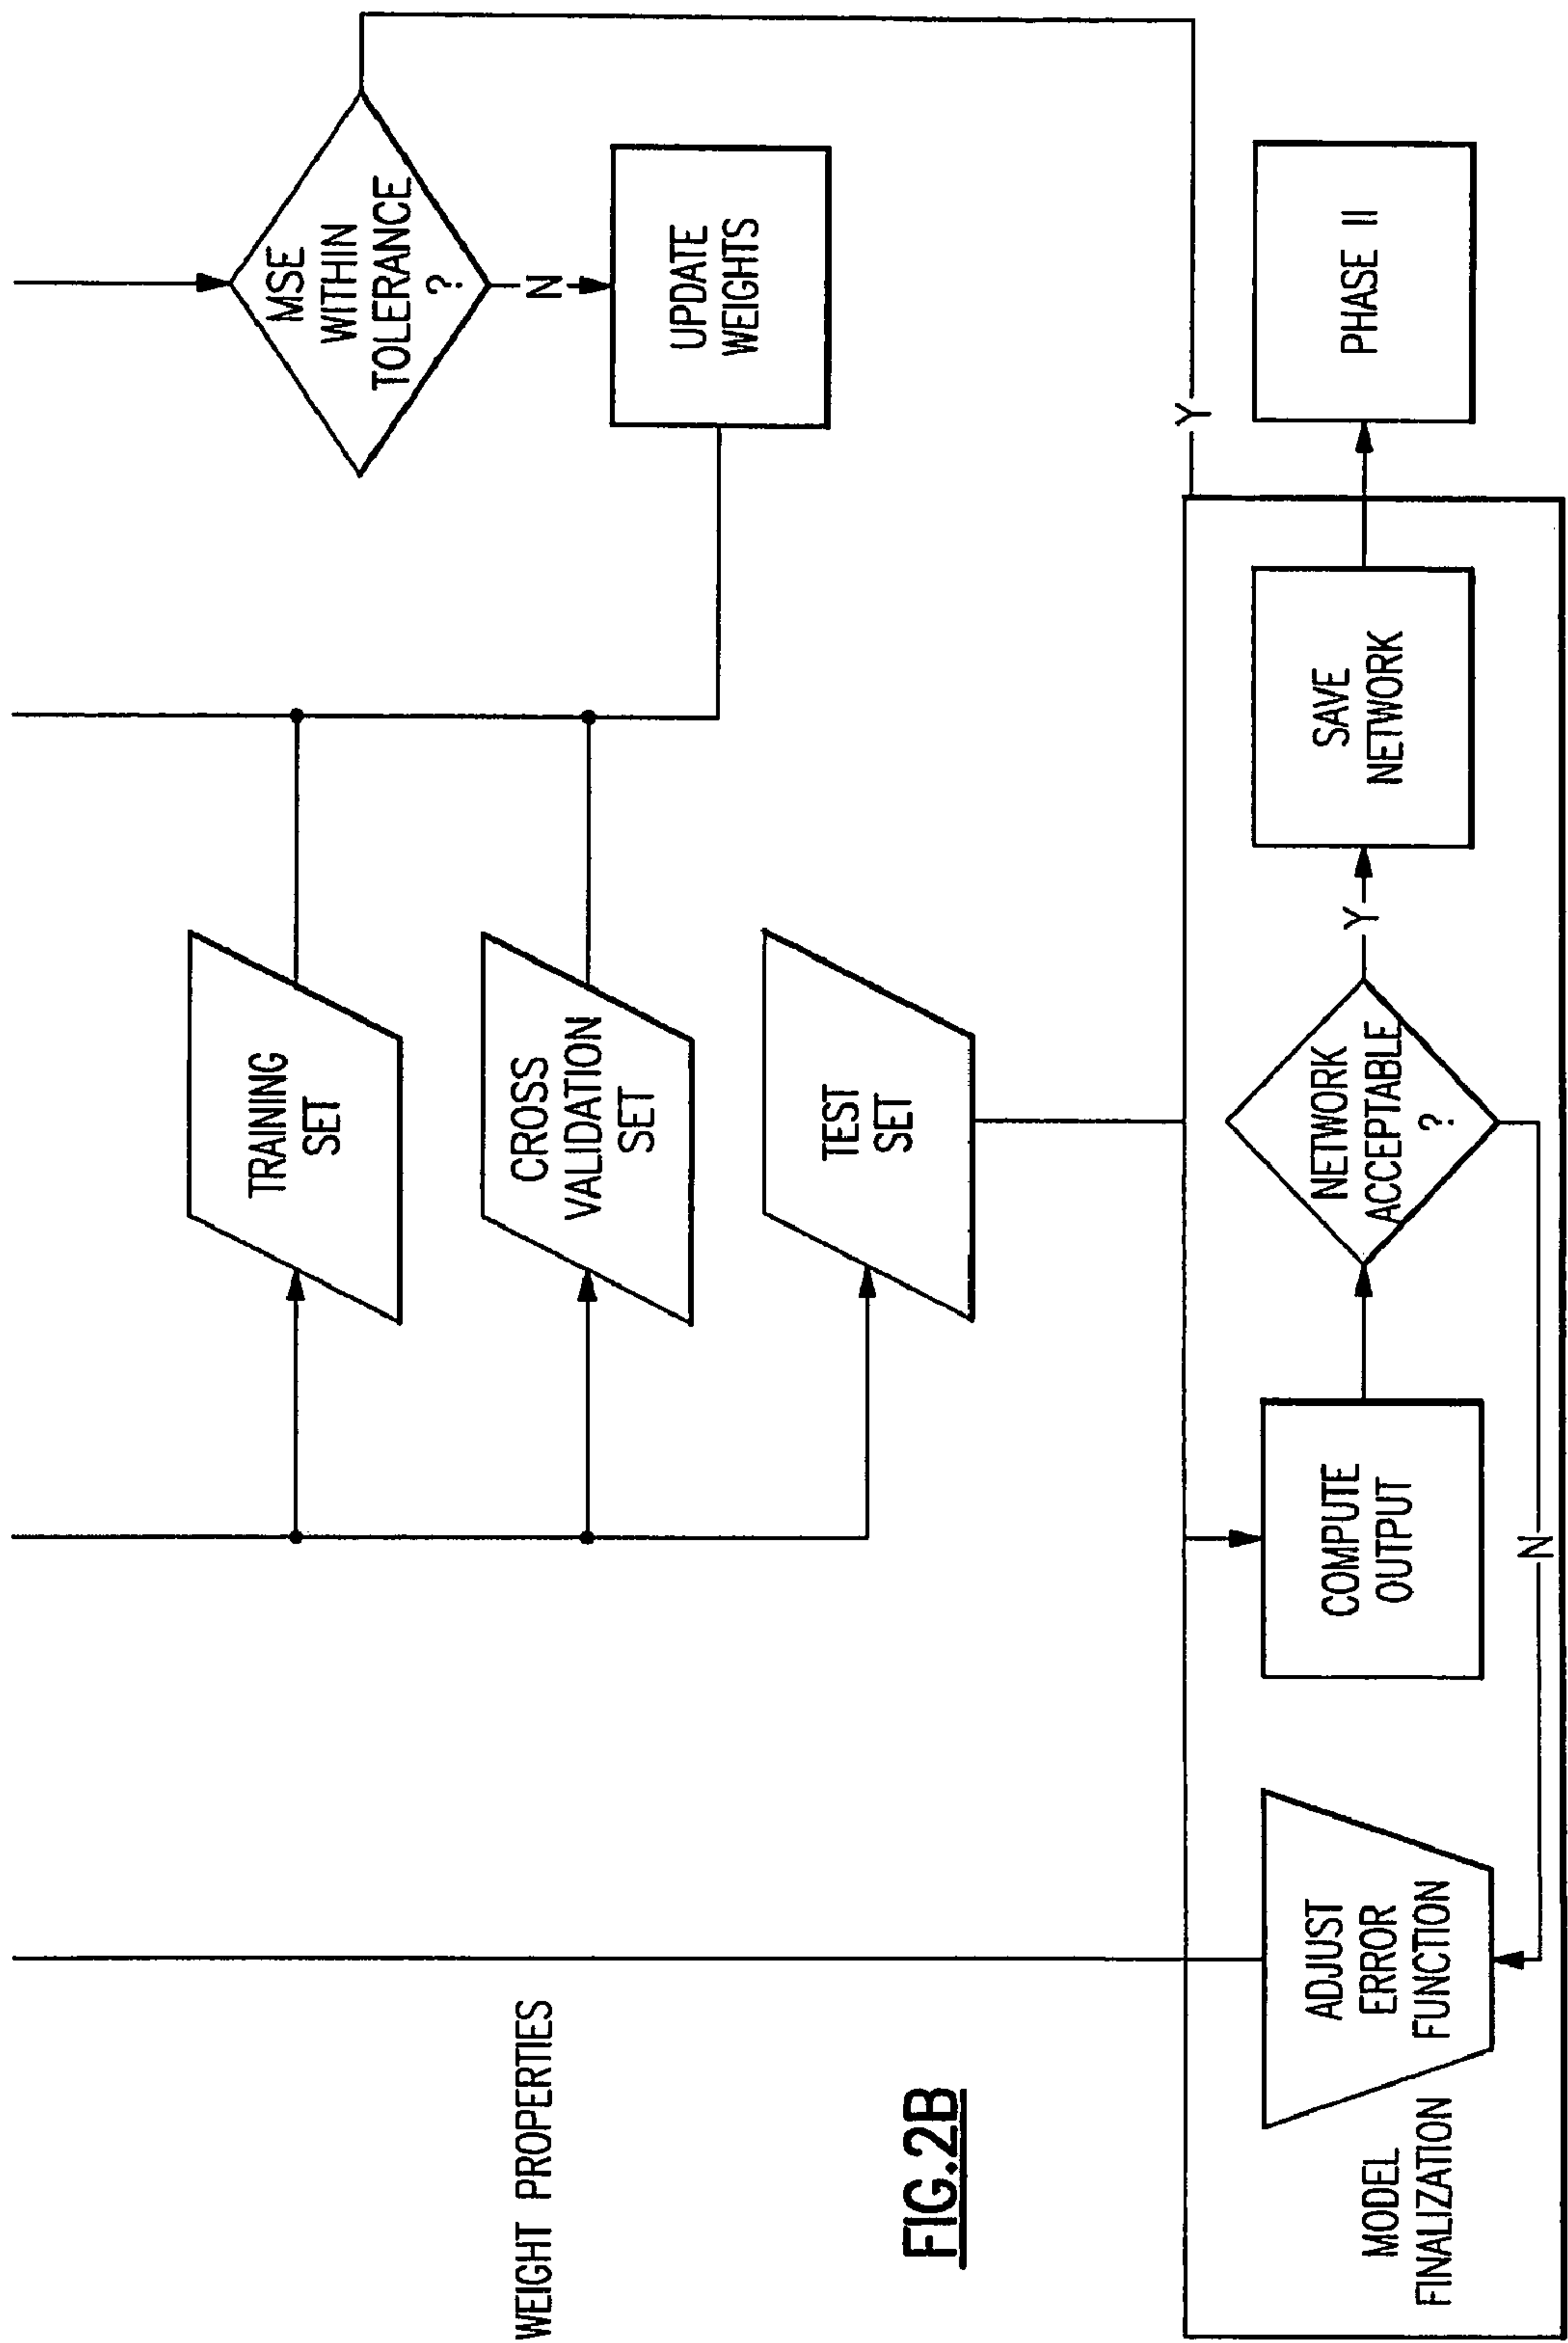 MSE
WITHIN
TOLERANCE
?
N
UPDATE
WEIGHTS
TRAINING
SET
CROSS
VALIDATION
SET
TEST
SET
WEIGHT PROPERTIES
FIG.2B
Y
MODEL
FINALIZATION
ADJUST
ERROR
FUNCTION
COMPUTE
OUTPUT
NETWORK
ACCEPTABLE
?
Y
SAVE
NETWORK
PHASE II
N